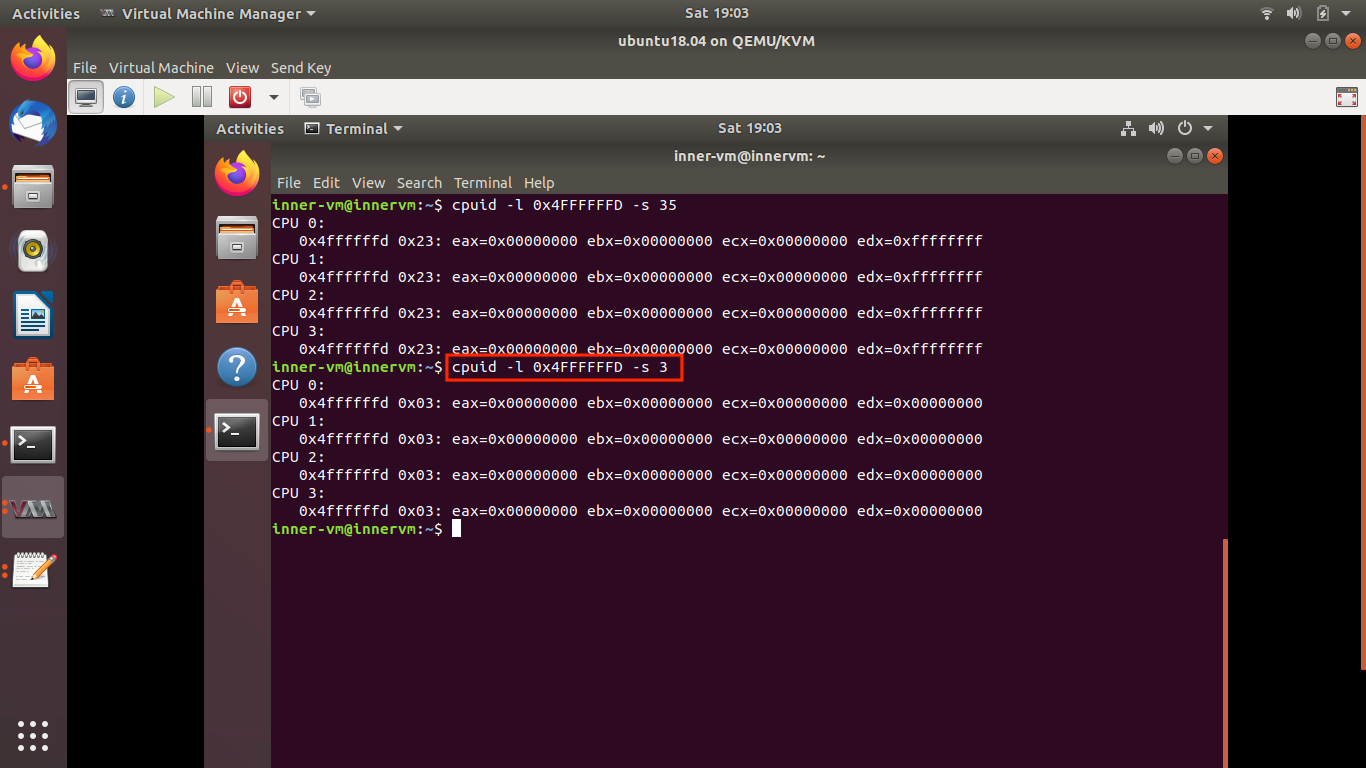 Activities Virtual Machine Manager Sat 19:03
ubuntu18.04 on QEMU/KVM
File Virtual Machine View Send Key
Activities Terminal Sat 19:03
inner-vm@innervm: ~
File Edit View Search Terminal Help
inner-vm@innervm:~$ cpuid -l 0x4FFFFFFD -s 35
CPU 0:
0x4ffffffd 0x23: eax=0x00000000 ebx=0x00000000 ecx=0x00000000 edx=0xffffffff
CPU 1:
0x4ffffffd 0x23: eax=0x00000000 ebx=0x00000000 ecx=0x00000000 edx=0xffffffff
CPU 2:
0x4ffffffd 0x23: eax=0x00000000 ebx=0x00000000 ecx=0x00000000 edx=0xffffffff
CPU 3:
0x4ffffffd 0x23: eax=0x00000000 ebx=0x00000000 ecx=0x00000000 edx=0xffffffff
inner-vm@innervm:~$ cpuid -l 0x4FFFFFFD -s 3
CPU 0:
0x4ffffffd 0x03: eax=0x00000000 ebx=0x00000000 ecx=0x00000000 edx=0x00000000
CPU 1:
0x4ffffffd 0x03: eax=0x00000000 ebx=0x00000000 ecx=0x00000000 edx=0x00000000
CPU 2:
0x4ffffffd 0x03: eax=0x00000000 ebx=0x00000000 ecx=0x00000000 edx=0x00000000
CPU 3:
0x4ffffffd 0x03: eax=0x00000000 ebx=0x00000000 ecx=0x00000000 edx=0x00000000
inner-vm@innervm:~$